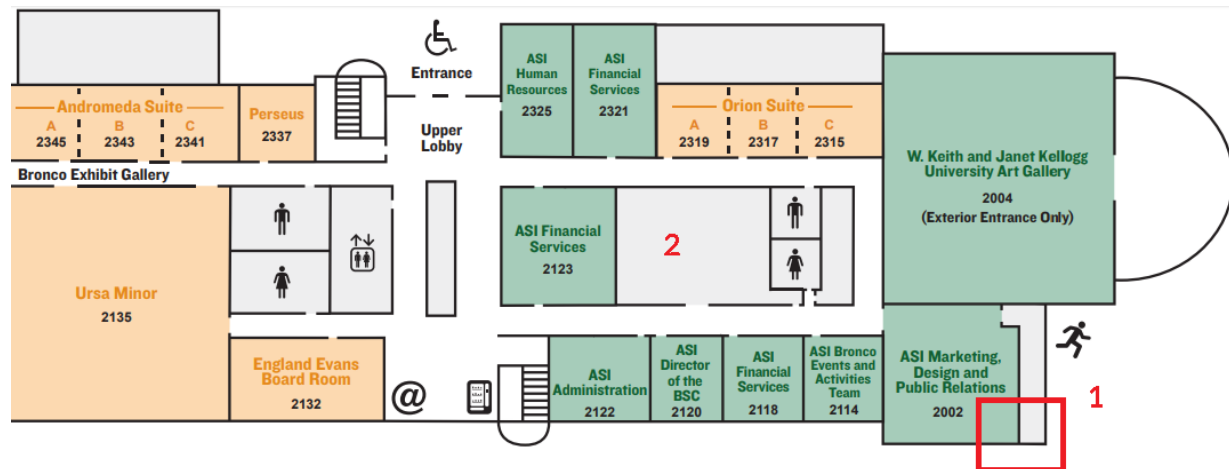 Entrance
Upper
Lobby
Andromeda Suite
A
2345
B
2343
C
2341
Perseus
2337
ASI
Human
Resources
2325
ASI
Financial
Services
2321
Orion Suite
A
2319
B
2317
C
2315
W. Keith and Janet Kellogg
University Art Gallery
2004
(Exterior Entrance Only)
Bronco Exhibit Gallery
Ursa Minor
2135
ASI Financial
Services
2123
2
England Evans
Board Room
2132
@
ASI
Administration
2122
ASI
Director
of the
BSC
2120
ASI
Financial
Services
2118
ASI Bronco
Events and
Activities
Team
2114
ASI Marketing,
Design and
Public Relations
2002
1